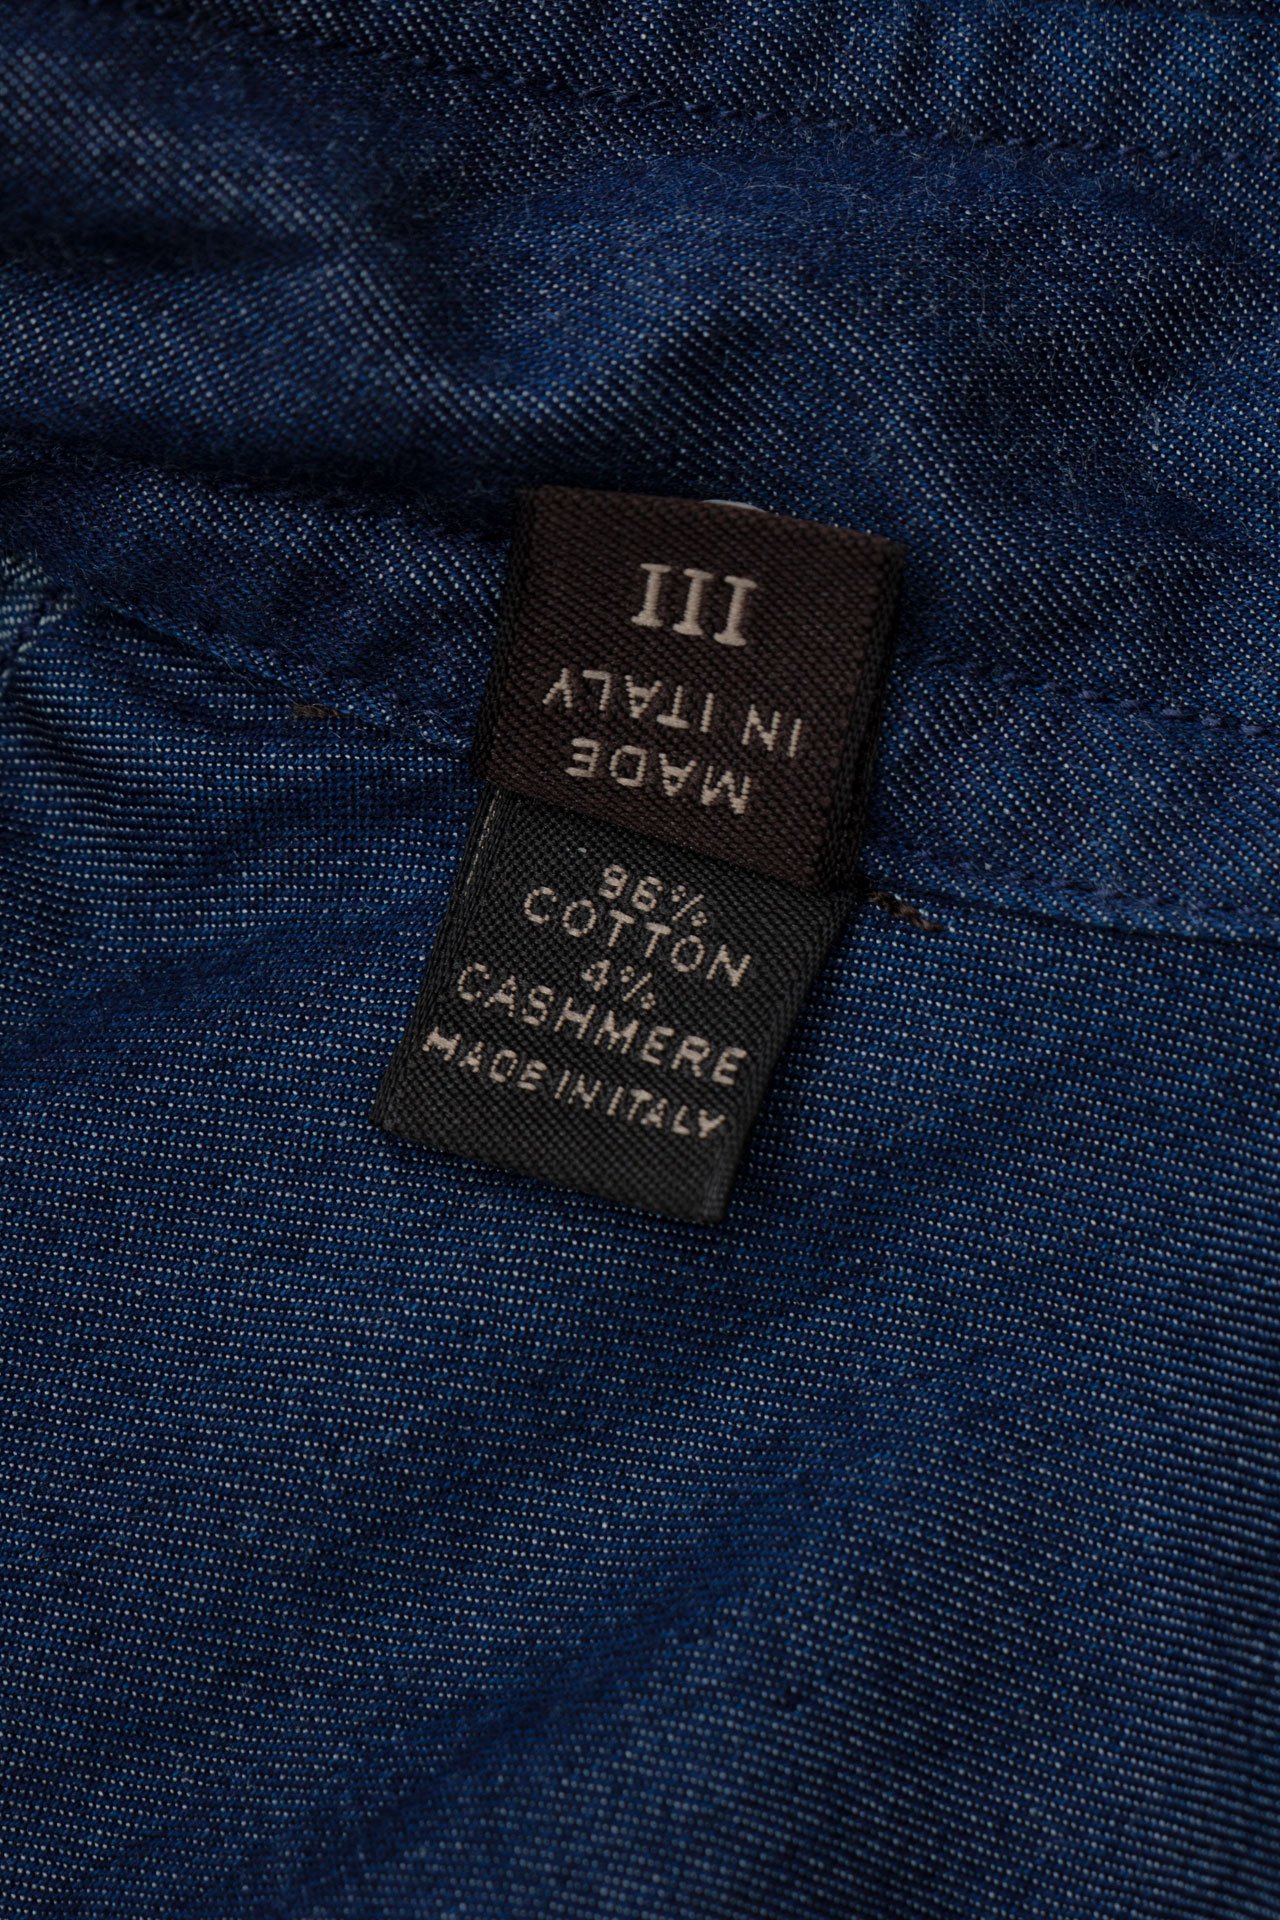 III
MADE
IN ITALY
96%
COTTON
4%
CASHMERE
MADE IN ITALY